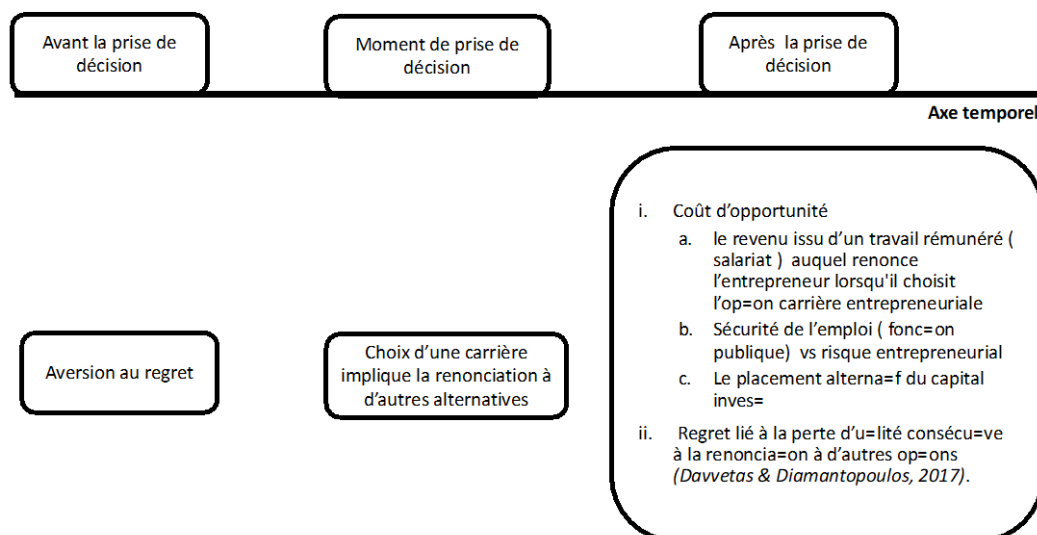 Avant la prise de
décision
Moment de prise de
décision
Après la prise de
décision
Axe temporel
Aversion au regret
Choix d'une carrière
implique la renonciation à
d'autres alternatives
i. Coût d'opportunité
a. le revenu issu d'un travail rémunéré (
salariat ) auquel renonce
l'entrepreneur lorsqu'il choisit
l'op=on carrière entrepreneuriale
b. Sécurité de l'emploi ( fonc=on
publique) vs risque entrepreneurial
c. Le placement alterna=f du capital
inves=
ii. Regret lié à la perte d'u=lité consécu=ve
à la renoncia=on à d'autres op=ons
(Davvetas & Diamantopoulos, 2017).